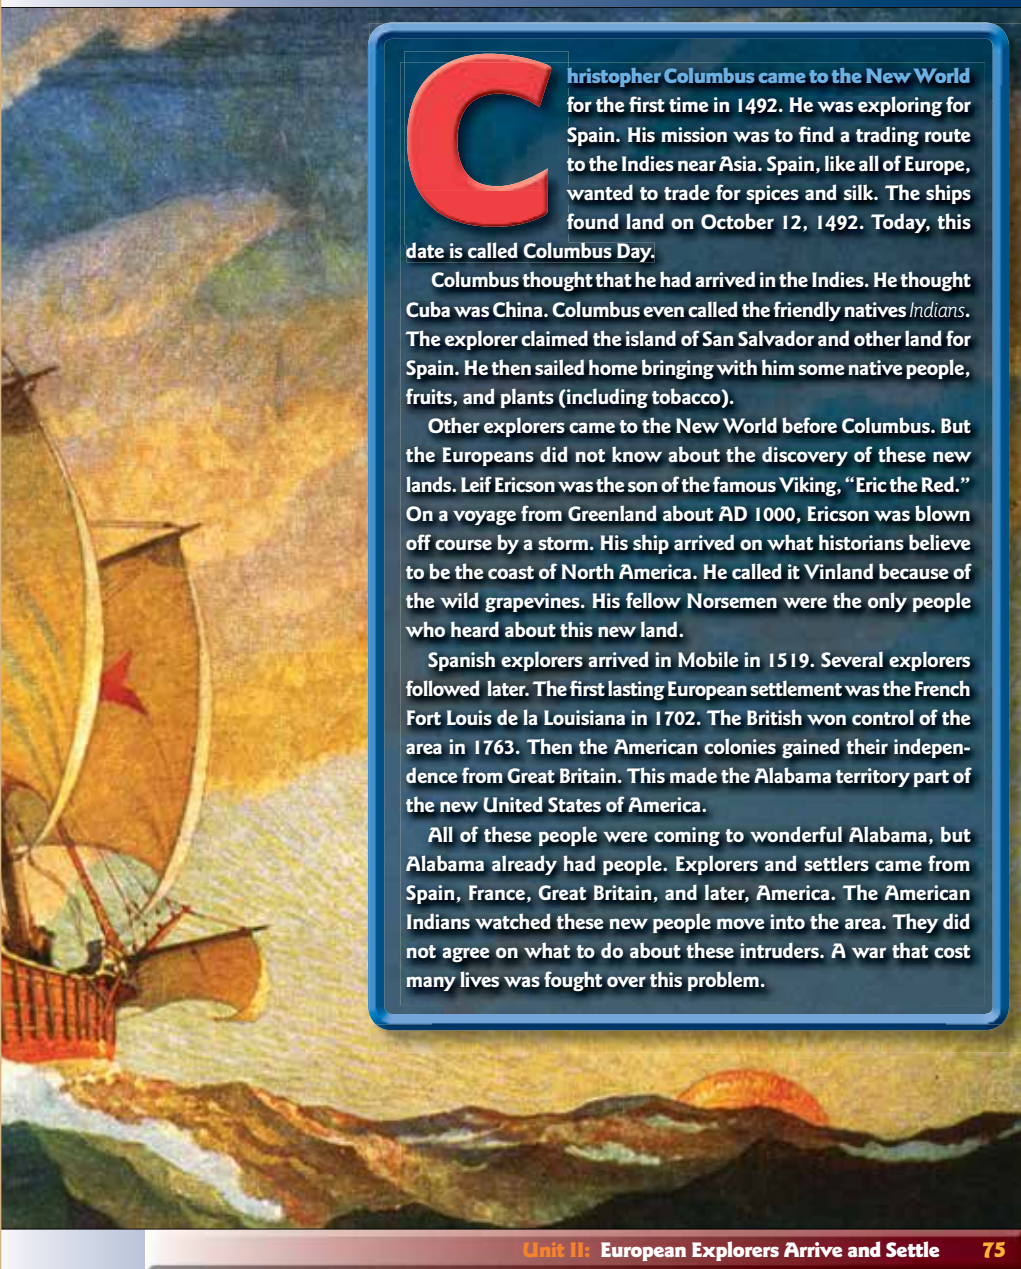 Christopher Columbus came to the New World
for the first time in 1492. He was exploring for
Spain. His mission was to find a trading route
to the Indies near Asia. Spain, like all of Europe,
wanted to trade for spices and silk. The ships
found land on October 12, 1492. Today, this
date is called Columbus Day.
Columbus thought that he had arrived in the Indies. He thought
Cuba was China. Columbus even called the friendly natives Indians.
The explorer claimed the island of San Salvador and other land for
Spain. He then sailed home bringing with him some native people,
fruits, and plants (including tobacco).
Other explorers came to the New World before Columbus. But
the Europeans did not know about the discovery of these new
lands. Leif Ericson was the son of the famous Viking, “Eric the Red.”
On a voyage from Greenland about AD 1000, Ericson was blown
off course by a storm. His ship arrived on what historians believe
to be the coast of North America. He called it Vinland because of
the wild grapevines. His fellow Norsemen were the only people
who heard about this new land.
Spanish explorers arrived in Mobile in 1519. Several explorers
followed later. The first lasting European settlement was the French
Fort Louis de la Louisiana in 1702. The British won control of the
area in 1763. Then the American colonies gained their indepen-
dence from Great Britain. This made the Alabama territory part of
the new United States of America.
All of these people were coming to wonderful Alabama, but
Alabama already had people. Explorers and settlers came from
Spain, France, Great Britain, and later, America. The American
Indians watched these new people move into the area. They did
not agree on what to do about these intruders. A war that cost
many lives was fought over this problem.
Unit II: European Explorers Arrive and Settle 75